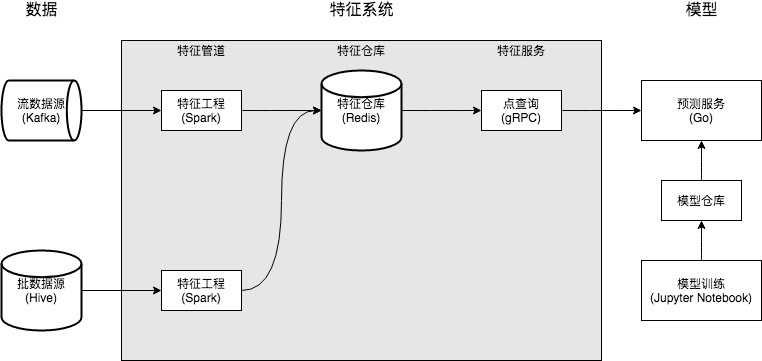 数据
特征系统
模型
特征管道
特征仓库
特征服务
流数据源
(Kafka)
特征工程
(Spark)
特征仓库
(Redis)
点查询
(gRPC)
预测服务
(Go)
模型仓库
批数据源
(Hive)
特征工程
(Spark)
模型训练
(Jupyter Notebook)